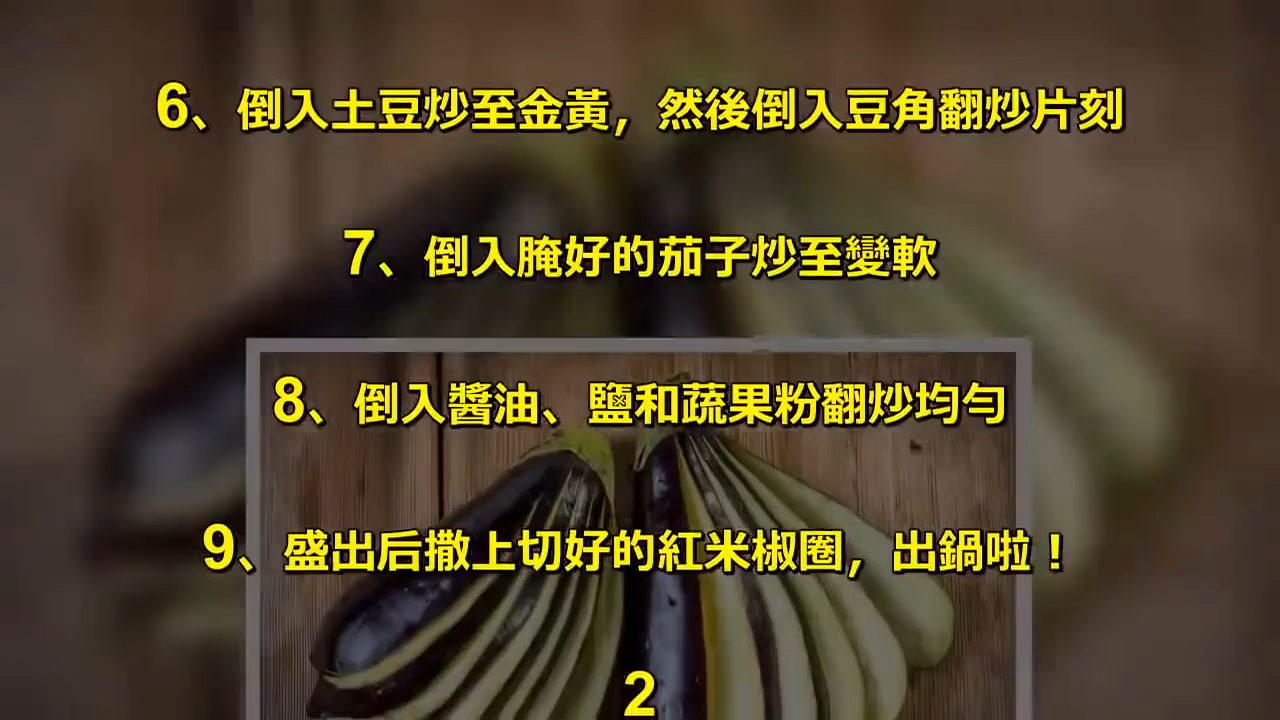 6、倒入土豆炒至金黃，然後倒入豆角翻炒片刻
7、倒入腌好的茄子炒至變軟
8、倒入醬油、鹽和蔬果粉翻炒均勻
9、盛出后撒上切好的紅米椒圈，出鍋啦！
2